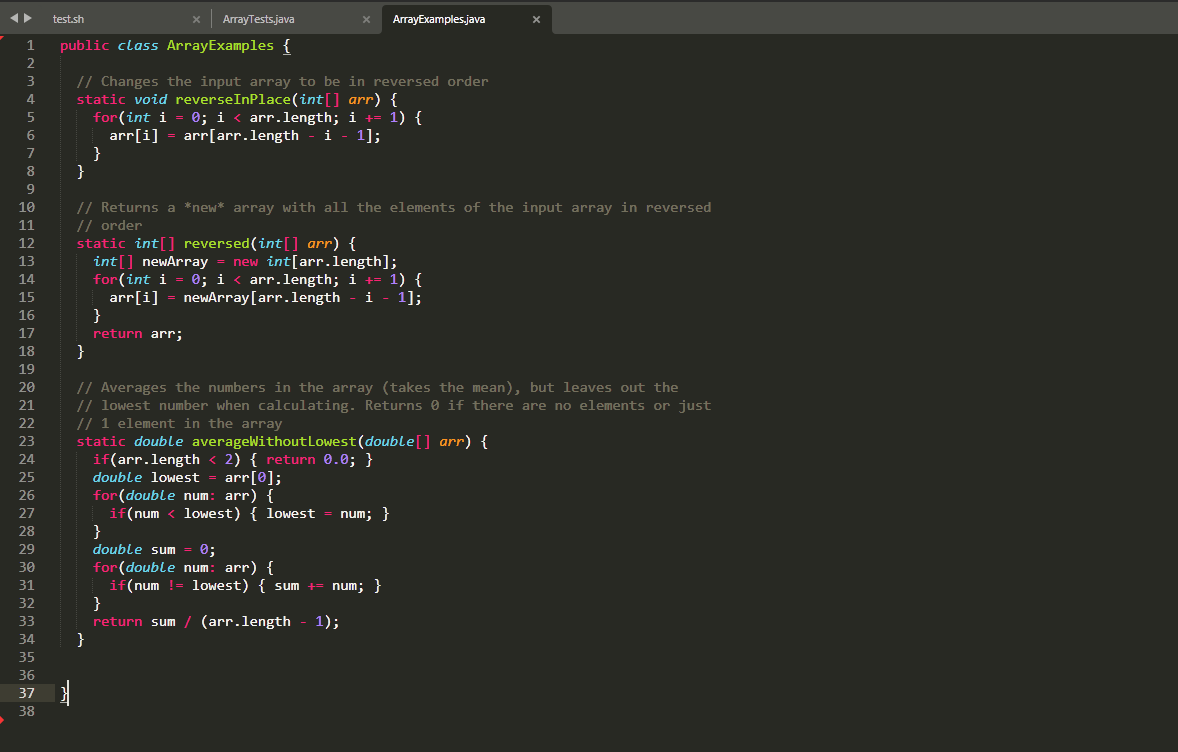 test.sh × ArrayTests.java × ArrayExamples.java ×
1 public class ArrayExamples {
2
3 // Changes the input array to be in reversed order
4 static void reverseInPlace(int[] arr) {
5 for(int i = 0; i < arr.length; i += 1) {
6 arr[i] = arr[arr.length - i - 1];
7 }
8 }
9
10 // Returns a *new* array with all the elements of the input array in reversed
11 // order
12 static int[] reversed(int[] arr) {
13 int[] newArray = new int[arr.length];
14 for(int i = 0; i < arr.length; i += 1) {
15 arr[i] = newArray[arr.length - i - 1];
16 }
17 return arr;
18 }
19
20 // Averages the numbers in the array (takes the mean), but leaves out the
21 // lowest number when calculating. Returns 0 if there are no elements or just
22 // 1 element in the array
23 static double averageWithoutLowest(double[] arr) {
24 if(arr.length < 2) { return 0.0; }
25 double lowest = arr[0];
26 for(double num: arr) {
27 if(num < lowest) { lowest = num; }
28 }
29 double sum = 0;
30 for(double num: arr) {
31 if(num != lowest) { sum += num; }
32 }
33 return sum / (arr.length - 1);
34 }
35
36
37 }
38